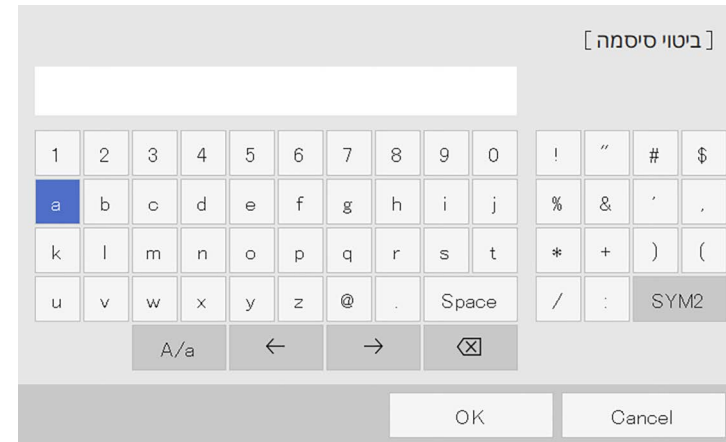 [ביטוי סיסמה]
1 2 3 4 5 6 7 8 9 0 ! " # $
a b c d e f g h i j % & ' ,
k l m n o p q r s t * + ) (
u v w x y z @ . Space / : SYM2
A/a ← → ⌫
OK Cancel